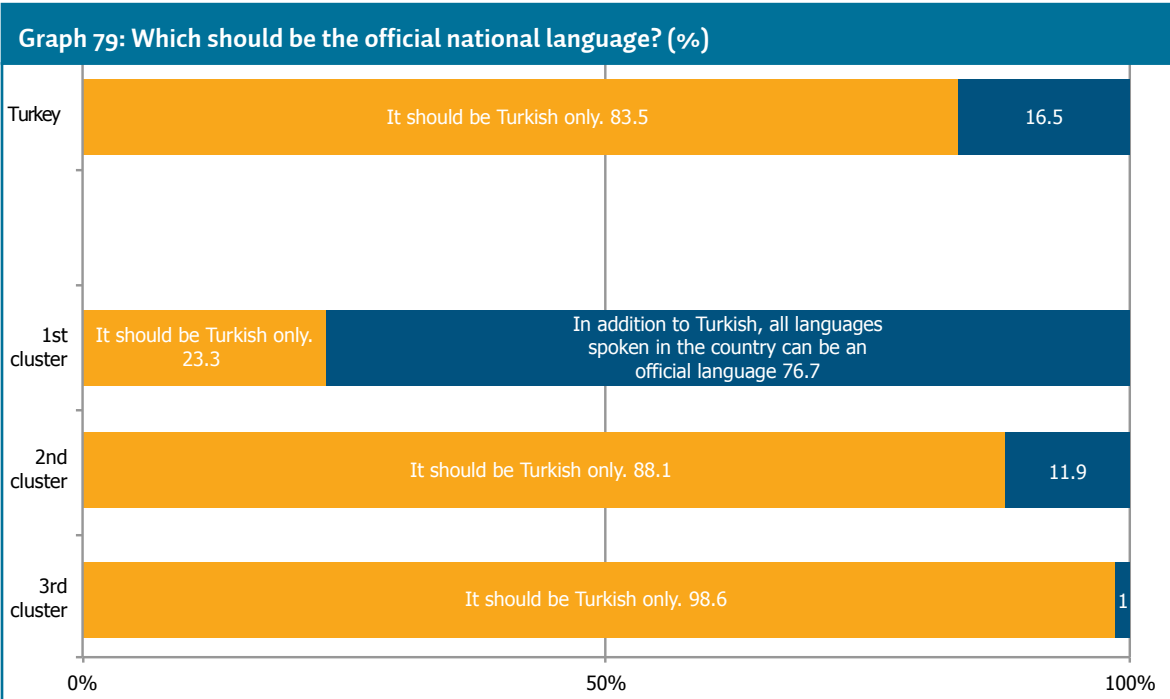 Graph 79: Which should be the official national language? (%)
Turkey
It should be Turkish only. 83.5
16.5
1st
cluster
It should be Turkish only.
23.3
In addition to Turkish, all languages
spoken in the country can be an
official language 76.7
2nd
cluster
It should be Turkish only. 88.1
11.9
3rd
cluster
It should be Turkish only. 98.6
1
0%
50%
100%